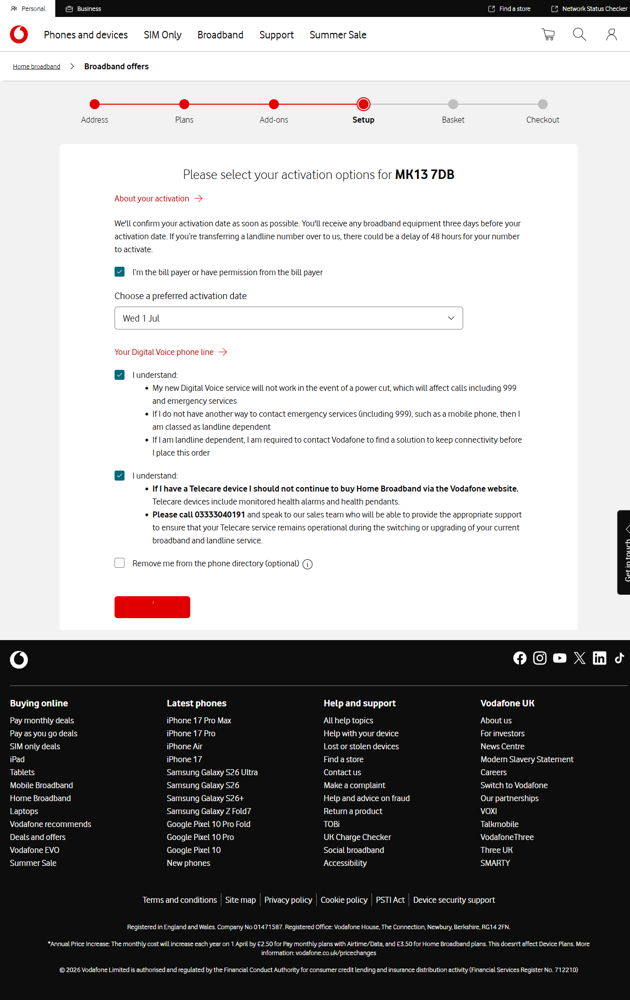 Personal
Business
Find a store
Network Status Checker
Phones and devices
SIM Only
Broadband
Support
Summer Sale
Home broadband
Broadband offers
Address
Plans
Add-ons
Setup
Basket
Checkout
Please select your activation options for MK13 7DB
About your activation
We'll confirm your activation date as soon as possible. You'll receive any broadband equipment three days before your
activation date. If you’re transferring a landline number over to us, there could be a delay of 48 hours for your number
to activate.
I’m the bill payer or have permission from the bill payer
Choose a preferred activation date
Wed 1 Jul
Your Digital Voice phone line
I understand:
• My new Digital Voice service will not work in the event of a power cut, which will affect calls including 999
and emergency services
• If I do not have another way to contact emergency services (including 999), such as a mobile phone, then I
am classed as landline dependent
• If I am landline dependent, I am required to contact Vodafone to find a solution to keep connectivity before
I place this order
I understand:
• If I have a Telecare device I should not continue to buy Home Broadband via the Vodafone website.
Telecare devices include monitored health alarms and health pendants.
• Please call 03333040191 and speak to our sales team who will be able to provide the appropriate support
to ensure that your Telecare service remains operational during the switching or upgrading of your current
broadband and landline service.
Remove me from the phone directory (optional)
Get in touch
Buying online
Pay monthly deals
Pay as you go deals
SIM only deals
iPad
Tablets
Mobile Broadband
Home Broadband
Laptops
Vodafone recommends
Deals and offers
Vodafone EVO
Summer Sale
Latest phones
iPhone 17 Pro Max
iPhone 17 Pro
iPhone Air
iPhone 17
Samsung Galaxy S26 Ultra
Samsung Galaxy S26
Samsung Galaxy S26+
Samsung Galaxy Z Fold7
Google Pixel 10 Pro Fold
Google Pixel 10 Pro
Google Pixel 10
New phones
Help and support
All help topics
Help with your device
Lost or stolen devices
Find a store
Contact us
Make a complaint
Help and advice on fraud
Return a product
TOBi
UK Charge Checker
Social broadband
Accessibility
Vodafone UK
About us
For investors
News Centre
Modern Slavery Statement
Careers
Switch to Vodafone
Our partnerships
VOXI
Talkmobile
VodafoneThree
Three UK
SMARTY
Terms and conditions
Site map
Privacy policy
Cookie policy
PSTI Act
Device security support
Registered in England and Wales. Company No 01471587. Registered Office: Vodafone House, The Connection, Newbury, Berkshire, RG14 2FN.
*Annual Price Increase: The monthly cost will increase each year on 1 April by £2.50 for Pay monthly plans with Airtime/Data, and £3.50 for Home Broadband plans. This doesn't affect Device Plans. More
information: vodafone.co.uk/pricechanges
© 2026 Vodafone Limited is authorised and regulated by the Financial Conduct Authority for consumer credit lending and insurance distribution activity (Financial Services Register No. 712210)